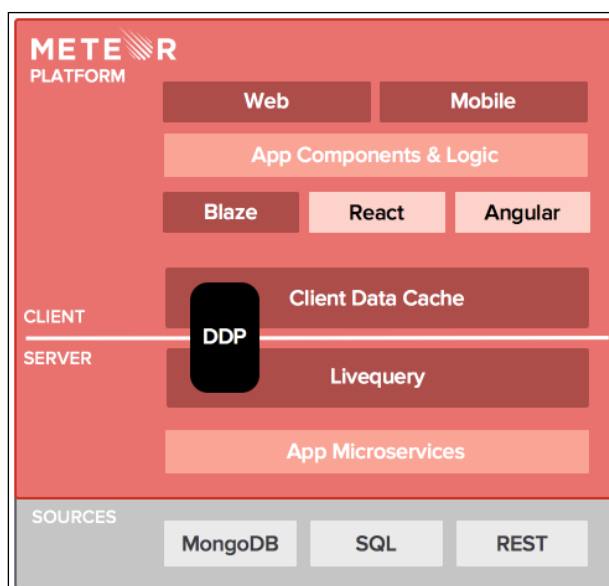 METEOR
PLATFORM
Web Mobile
App Components & Logic
Blaze React Angular
Client Data Cache
CLIENT
DDP
SERVER
Livequery
App Microservices
SOURCES
MongoDB SQL REST